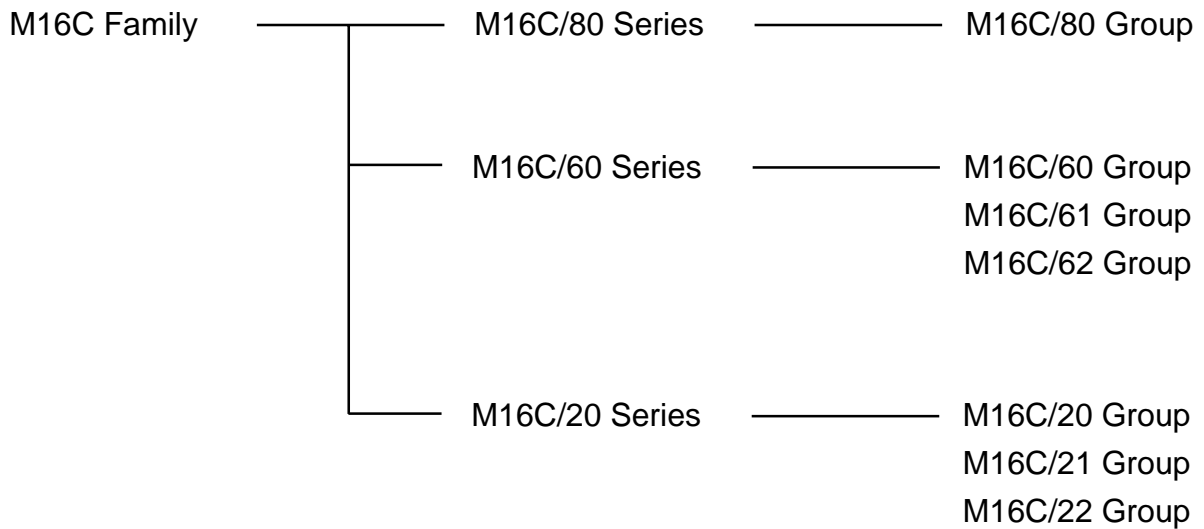 M16C Family M16C/80 Series M16C/80 Group
M16C/60 Series M16C/60 Group
M16C/61 Group
M16C/62 Group
M16C/20 Series M16C/20 Group
M16C/21 Group
M16C/22 Group